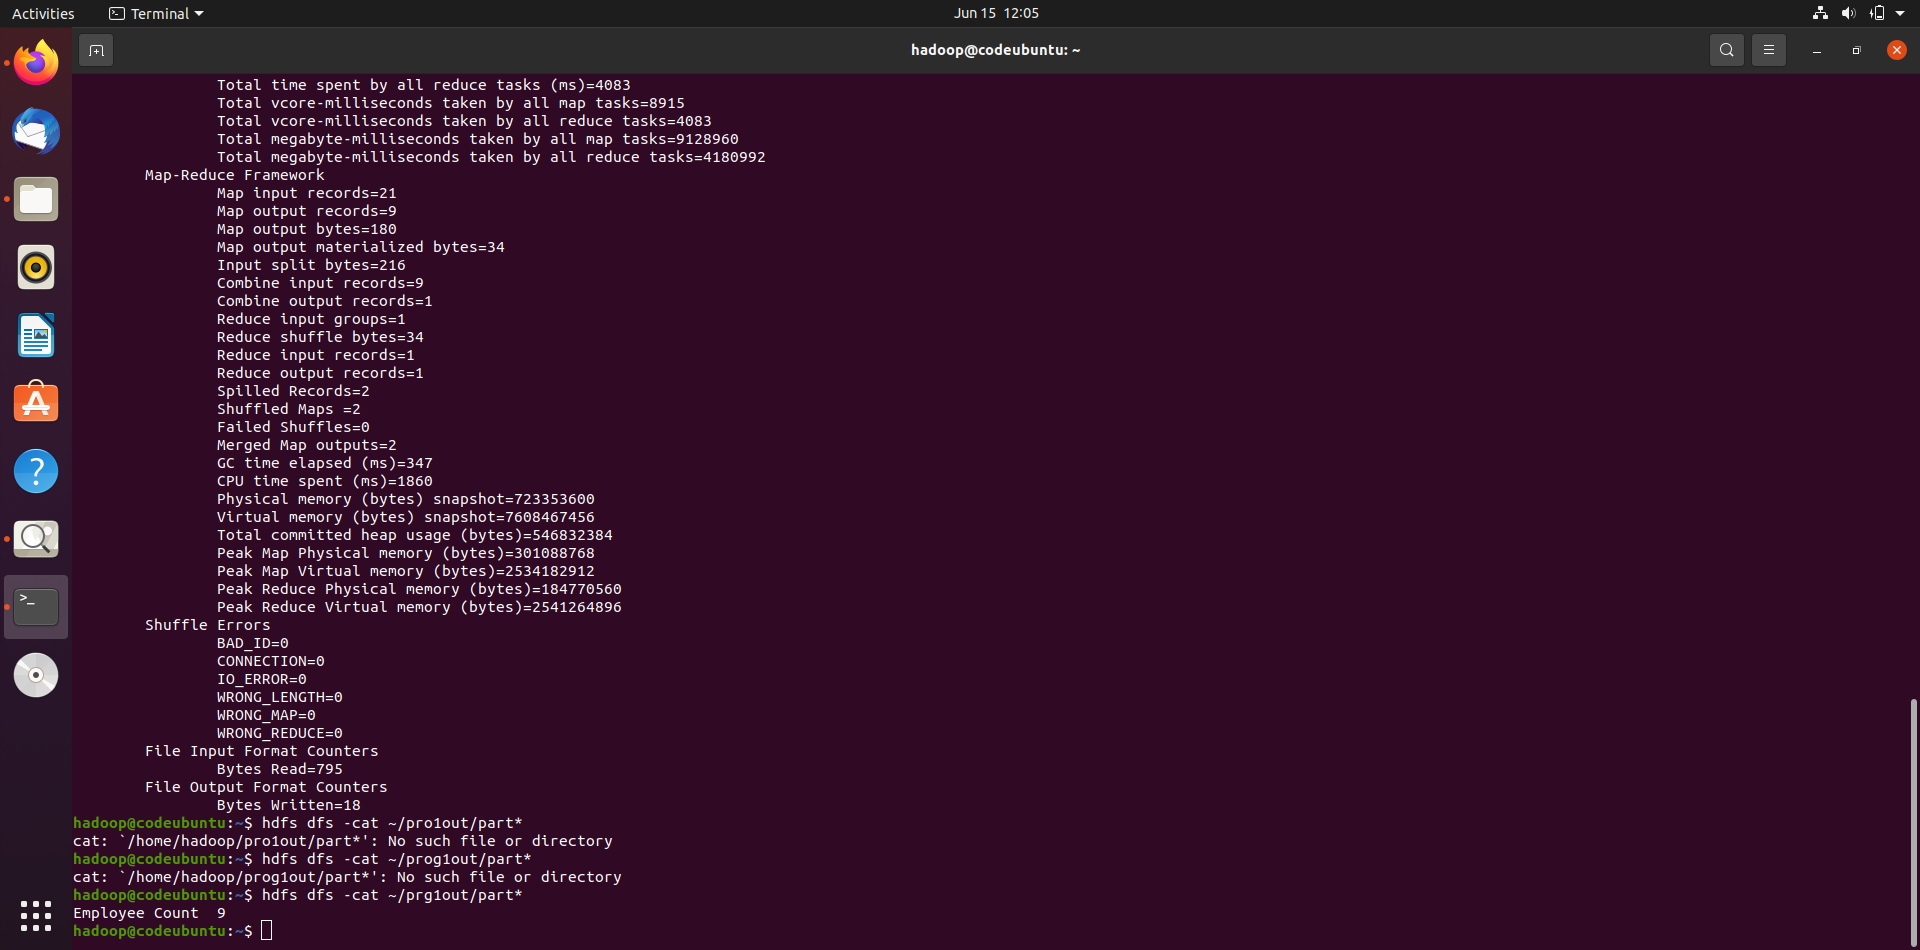 Activities
Terminal
Jun 15 12:05
hadoop@codeubuntu: ~
Total time spent by all reduce tasks (ms)=4083
Total vcore-milliseconds taken by all map tasks=8915
Total vcore-milliseconds taken by all reduce tasks=4083
Total megabyte-milliseconds taken by all map tasks=9128960
Total megabyte-milliseconds taken by all reduce tasks=4180992
Map-Reduce Framework
Map input records=21
Map output records=9
Map output bytes=180
Map output materialized bytes=34
Input split bytes=216
Combine input records=9
Combine output records=1
Reduce input groups=1
Reduce shuffle bytes=34
Reduce input records=1
Reduce output records=1
Spilled Records=2
Shuffled Maps =2
Failed Shuffles=0
Merged Map outputs=2
GC time elapsed (ms)=347
CPU time spent (ms)=1860
Physical memory (bytes) snapshot=723353600
Virtual memory (bytes) snapshot=7608467456
Total committed heap usage (bytes)=546832384
Peak Map Physical memory (bytes)=301088768
Peak Map Virtual memory (bytes)=2534182912
Peak Reduce Physical memory (bytes)=184770560
Peak Reduce Virtual memory (bytes)=2541264896
Shuffle Errors
BAD_ID=0
CONNECTION=0
IO_ERROR=0
WRONG_LENGTH=0
WRONG_MAP=0
WRONG_REDUCE=0
File Input Format Counters
Bytes Read=795
File Output Format Counters
Bytes Written=18
hadoop@codeubuntu:~$ hdfs dfs -cat ~/pro1out/part*
cat: `/home/hadoop/pro1out/part*': No such file or directory
hadoop@codeubuntu:~$ hdfs dfs -cat ~/prog1out/part*
cat: `/home/hadoop/prog1out/part*': No such file or directory
hadoop@codeubuntu:~$ hdfs dfs -cat ~/prg1out/part*
Employee Count  9
hadoop@codeubuntu:~$